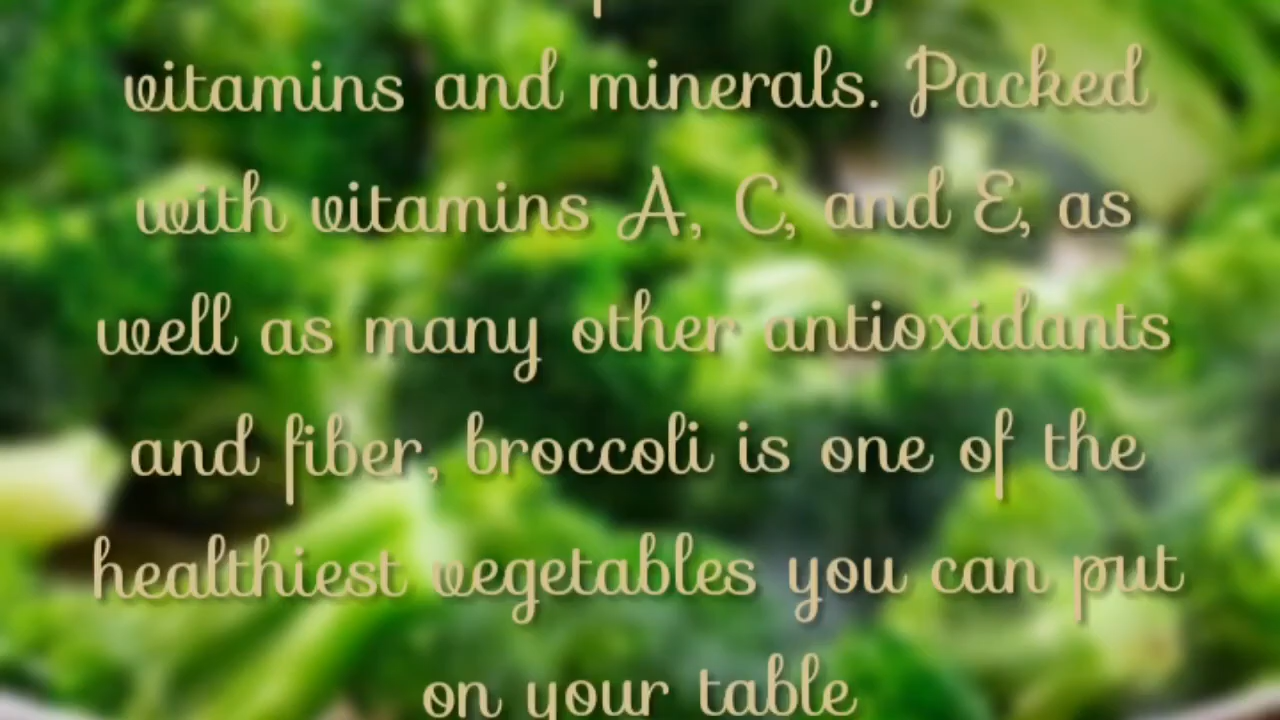 vitamins and minerals. Packed
with vitamins A, C, and E, as
well as many other antioxidants
and fiber, broccoli is one of the
healthiest vegetables you can put
on your table